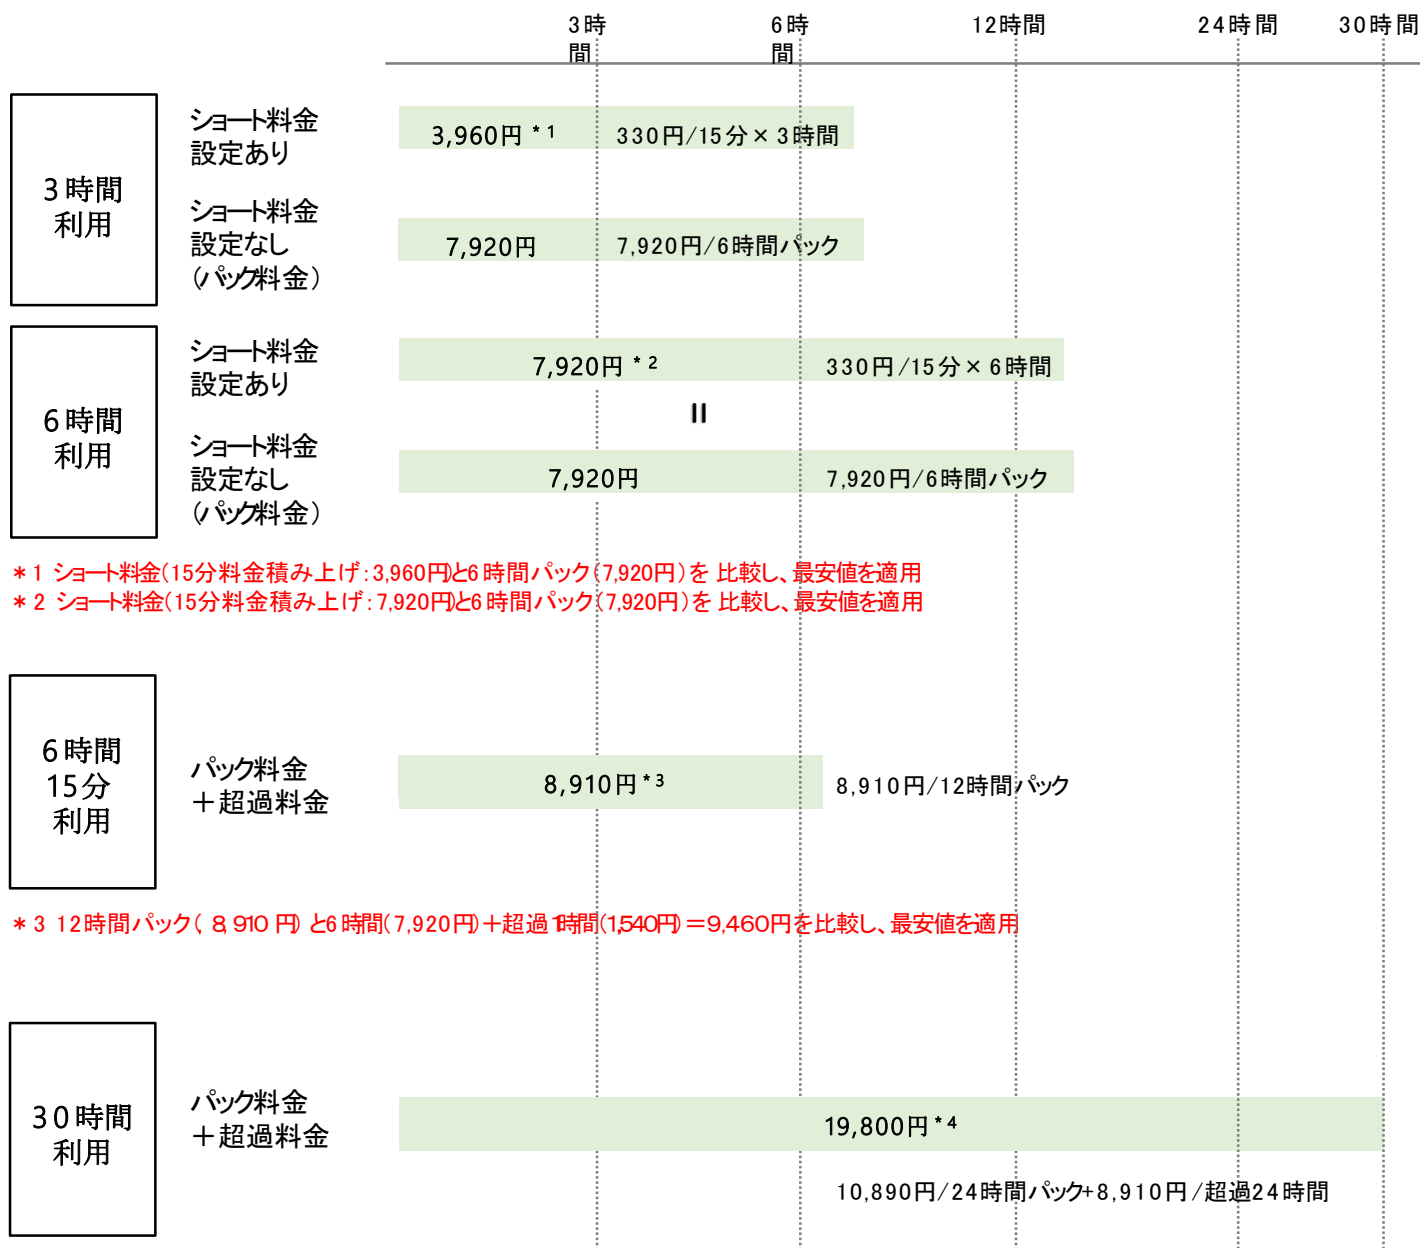 3時間
6時間
12時間
24時間
30時間
3時間
利用
ショート料金
設定あり
3,960円 *1
330円/15分×3時間
ショート料金
設定なし
(パック料金)
7,920円
7,920円/6時間パック
6時間
利用
ショート料金
設定あり
7,920円 *2
330円/15分×6時間
=
ショート料金
設定なし
(パック料金)
7,920円
7,920円/6時間パック
*1 ショート料金(15分料金積み上げ:3,960円)と6時間パック(7,920円)を 比較し、最安値を適用
*2 ショート料金(15分料金積み上げ:7,920円)と6時間パック(7,920円)を 比較し、最安値を適用
6時間
15分
利用
パック料金
+超過料金
8,910円*3
8,910円/12時間パック
*3 12時間パック(8,910円)と6時間(7,920円)+超過1時間(1,540円)=9,460円を比較し、最安値を適用
30時間
利用
パック料金
+超過料金
19,800円*4
10,890円/24時間パック+8,910円/超過24時間